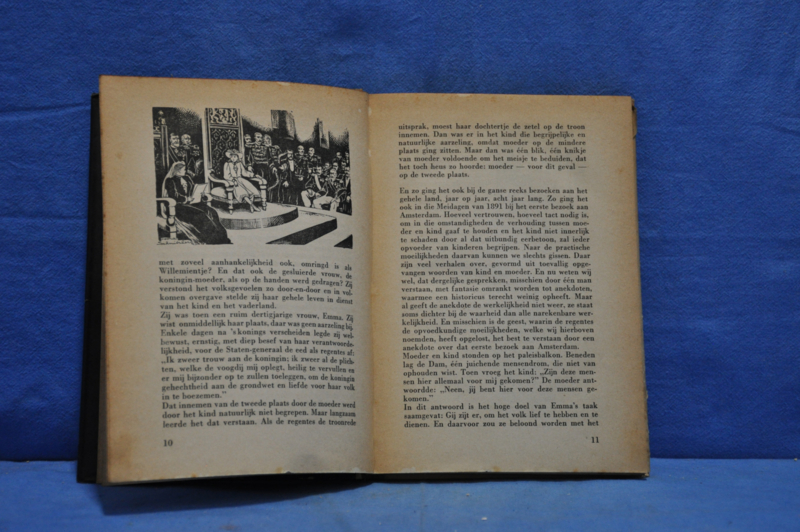 met zoveel aanhankelijkheid ook, omringd is als
Willemientje? En dat ook de gesluierde vrouw, de
koningin-moeder, als op de handen werd gedragen? Zij
verstond het volksgevoelen zo door-en-door en in vol-
komen overgave stelde zij haar gehele leven in dienst
van het kind en het vaderland.
Zij was toen een ruim dertigjarige vrouw, Emma. Zij
wist onmiddellijk haar plaats, daar was geen aarzeling bij.
Enkele dagen na 's konings verscheiden legde zij wel-
bewust, ernstig, met diep besef van haar verantwoorde-
lijkheid, voor de Staten-generaal de eed als regentes af:
„Ik zweer trouw aan de koningin; ik zweer al de plich-
ten, welke de voogdij mij oplegt, heilig te vervullen en
er mij bijzonder op te zullen toeleggen, om de koningin
gehechtheid aan de grondwet en liefde voor haar volk
in te boezemen."
Dat innemen van de tweede plaats door de moeder werd
door het kind natuurlijk niet begrepen. Maar langzaam
leerde het dat verstaan. Als de regentes de troonrede
10
uitsprak, moest haar dochtertje de zetel op de troon
innemen. Dan was er in het kind die begrijpelijke en
natuurlijke aarzeling, omdat moeder op de mindere
plaats ging zitten. Maar dan was één blik, één knikje
van moeder voldoende om het meisje te beduiden, dat
het toch heus zo hoorde: moeder — voor dit geval —
op de tweede plaats.
En zo ging het ook bij de ganse reeks bezoeken aan het
gehele land, jaar op jaar, acht jaar lang. Zo ging het
ook in die Meidagen van 1891 bij het eerste bezoek aan
Amsterdam. Hoeveel vertrouwen, hoeveel tact nodig is,
om in die omstandigheden de verhouding tussen moe-
der en kind gaaf te houden en het kind niet innerlijk
te schaden door al dat uitbundig eerbetoon, zal ieder
opvoeder van kinderen begrijpen. Naar de practische
moeilijkheden daarvan kunnen we slechts gissen. Daar
zijn veel verhalen over, gevormd uit toevallig opge-
vangen woorden van kind en moeder. En nu weten wij
wel, dat dergelijke gesprekken, misschien door één man
verstaan, met fantasie omrankt worden tot anekdoten,
waarmee een historicus terecht weinig opheeft. Maar
al geeft de anekdote de werkelijkheid niet weer, ze staat
soms dichter bij de waarheid dan alle narekenbare wer-
kelijkheid. En misschien is de geest, waarin de regentes
de opvoedkundige moeilijkheden, welke wij hierboven
noemden, heeft opgelost, het best te verstaan door een
anekdote over dat eerste bezoek aan Amsterdam.
Moeder en kind stonden op het paleisbalkon. Beneden
lag de Dam, één juichende mensendrom, die niet van
ophouden wist. Toen vroeg het kind: „Zijn deze men-
sen hier allemaal voor mij gekomen?" De moeder ant-
woordde: „Neen, jij bent hier voor deze mensen ge-
komen."
In dit antwoord is het hoge doel van Emma's taak
saamgevat: Gij zijt er, om het volk lief te hebben en te
dienen. En daarvoor zou ze beloond worden met het
11